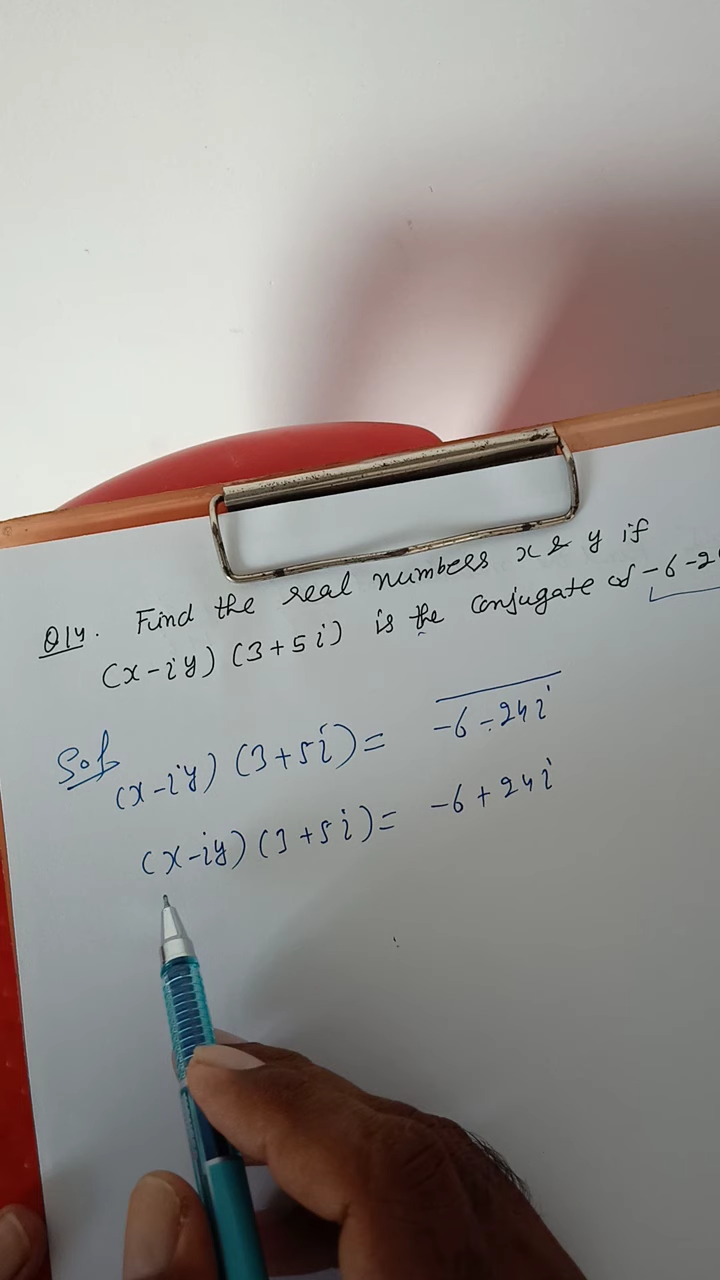 Q14. Find the real numbers x & y if
(x-iy) (3+5i) is the conjugate of -6-2
Sol
(x-iy) (3+5i) = \overline{-6-24i}
(x-iy) (3+5i) = -6+24i